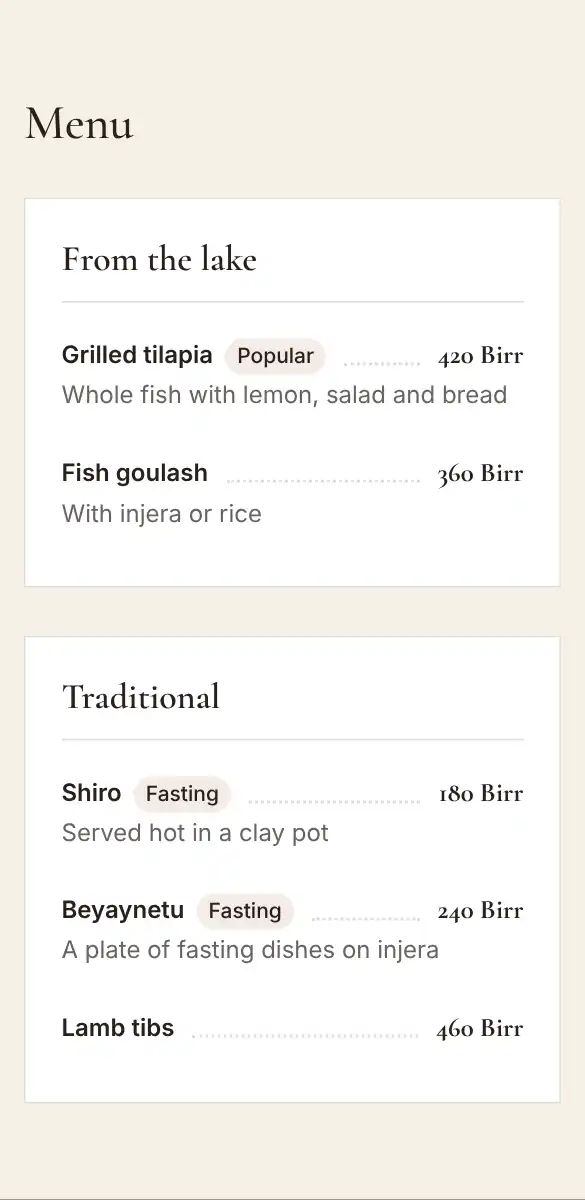 Menu
From the lake
Grilled tilapia Popular 420 Birr
Whole fish with lemon, salad and bread
Fish goulash 360 Birr
With injera or rice
Traditional
Shiro Fasting 180 Birr
Served hot in a clay pot
Beyaynetu Fasting 240 Birr
A plate of fasting dishes on injera
Lamb tibs 460 Birr